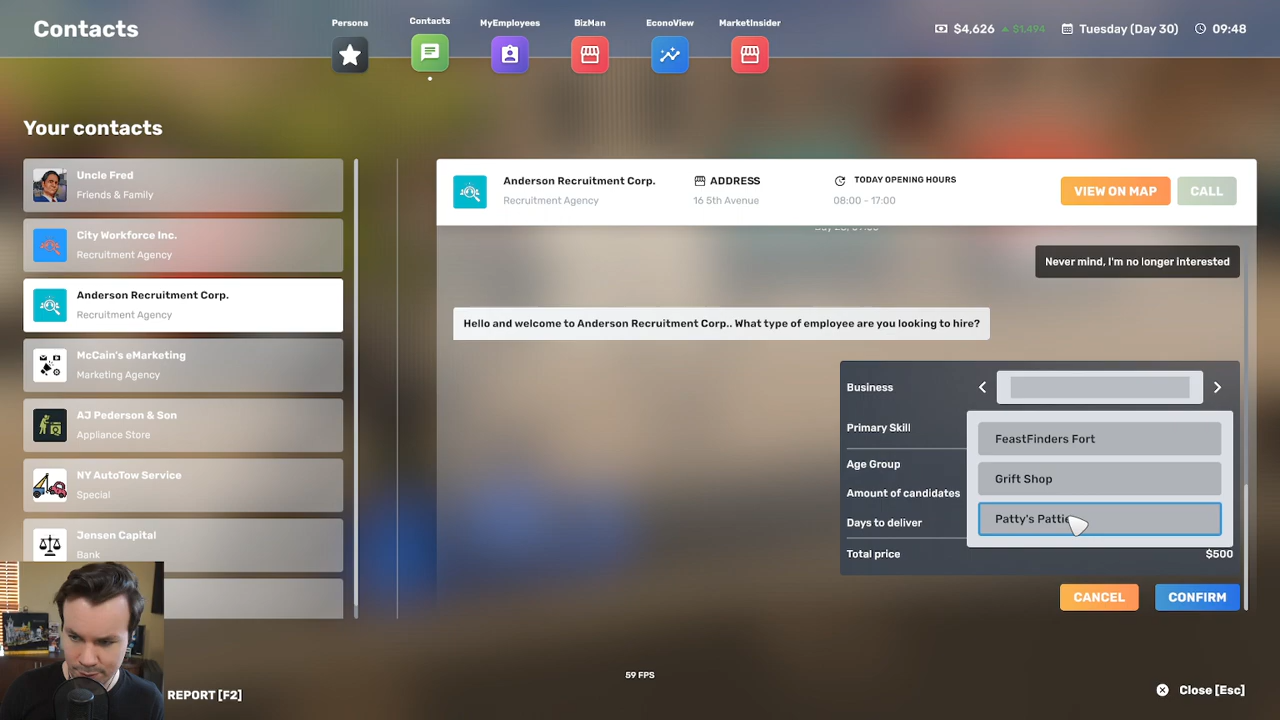 Contacts
Persona
Contacts
MyEmployees
BizMan
EconoView
MarketInsider
$4,626 $1,494 Tuesday (Day 30) 09:48
Your contacts
Uncle Fred
Friends & Family
City Workforce Inc.
Recruitment Agency
Anderson Recruitment Corp.
Recruitment Agency
McCain's eMarketing
Marketing Agency
AJ Pederson & Son
Appliance Store
NY AutoTow Service
Special
Jensen Capital
Bank
Anderson Recruitment Corp.
Recruitment Agency
ADDRESS
16 5th Avenue
TODAY OPENING HOURS
08:00 - 17:00
VIEW ON MAP
CALL
Never mind, I'm no longer interested
Hello and welcome to Anderson Recruitment Corp.. What type of employee are you looking to hire?
Business
Primary Skill
Age Group
Amount of candidates
Days to deliver
Total price $500
FeastFinders Fort
Grift Shop
Patty's
CANCEL
CONFIRM
59 FPS
REPORT [F2]
Close [Esc]